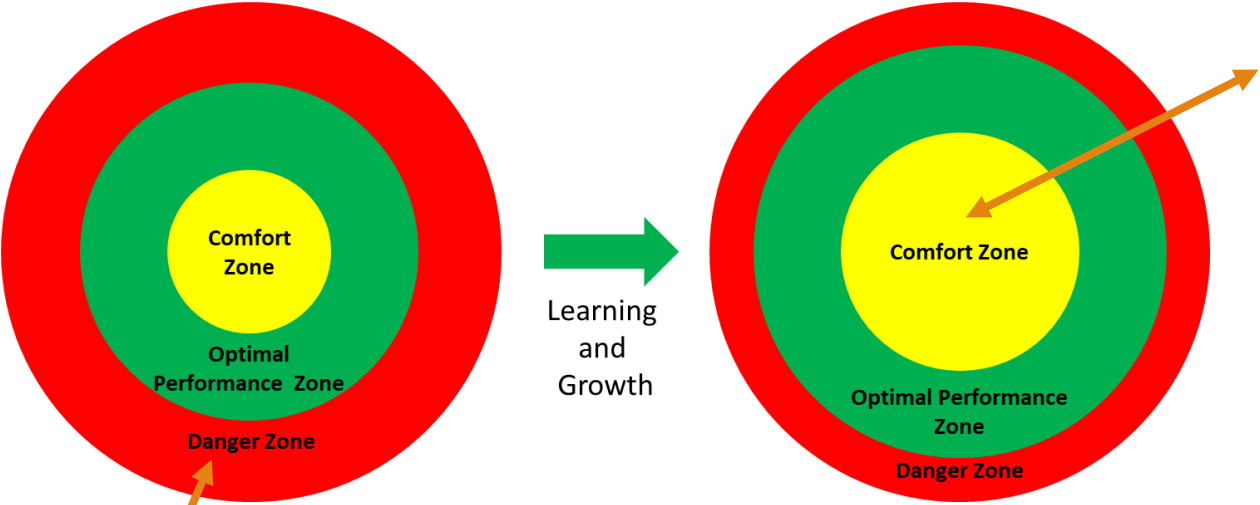 Comfort
Zone
Optimal
Performance Zone
Danger Zone
Learning
and
Growth
Comfort Zone
Optimal Performance
Zone
Danger Zone